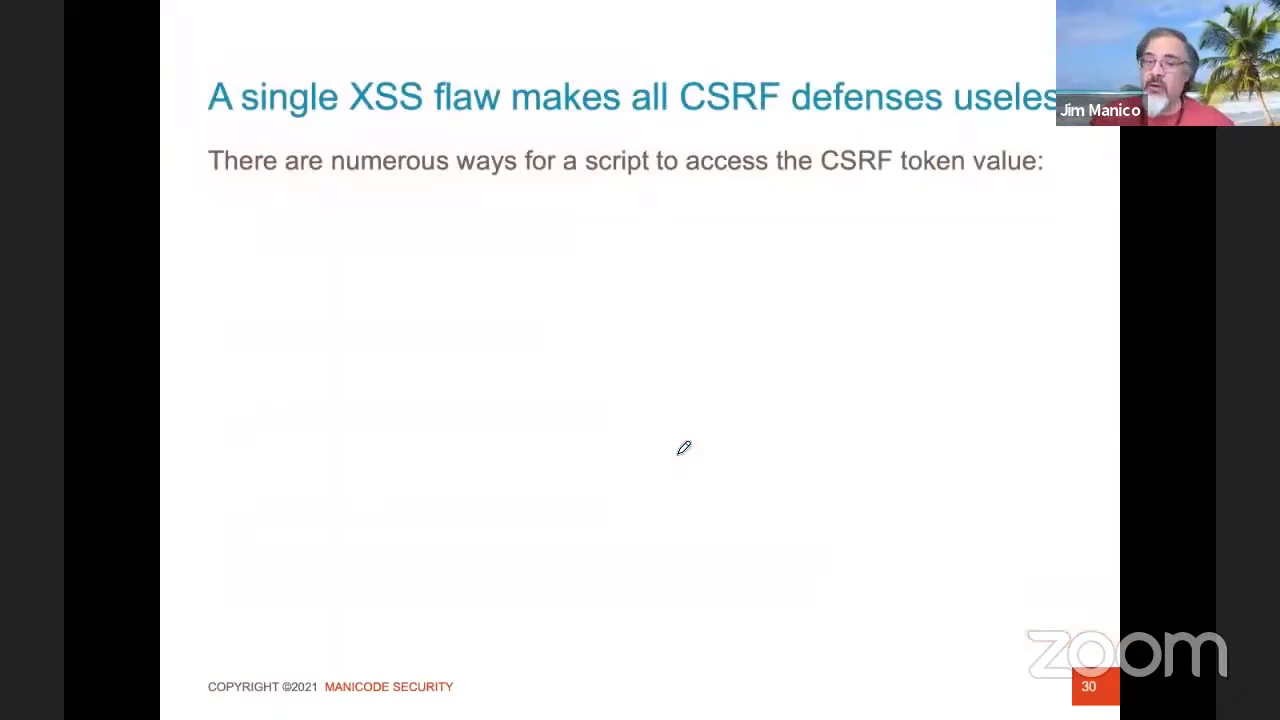 A single XSS flaw makes all CSRF defenses useles
Jim Manico
There are numerous ways for a script to access the CSRF token value:
zoom
COPYRIGHT ©2021 MANICODE SECURITY
30